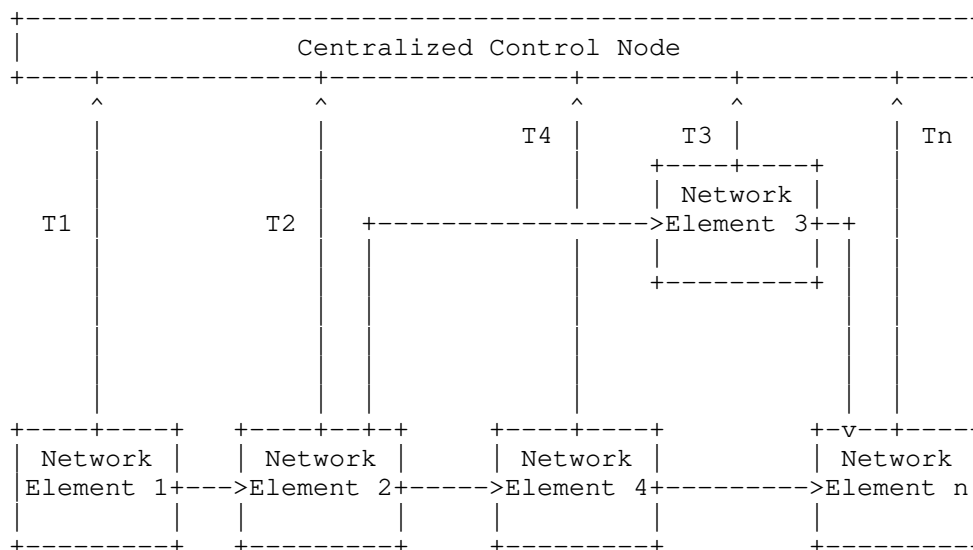 Centralized Control Node
T4 T3 Tn
Network
T1 T2 Element 3
Network Network Network Network
Element 1 Element 2 Element 4 Element n